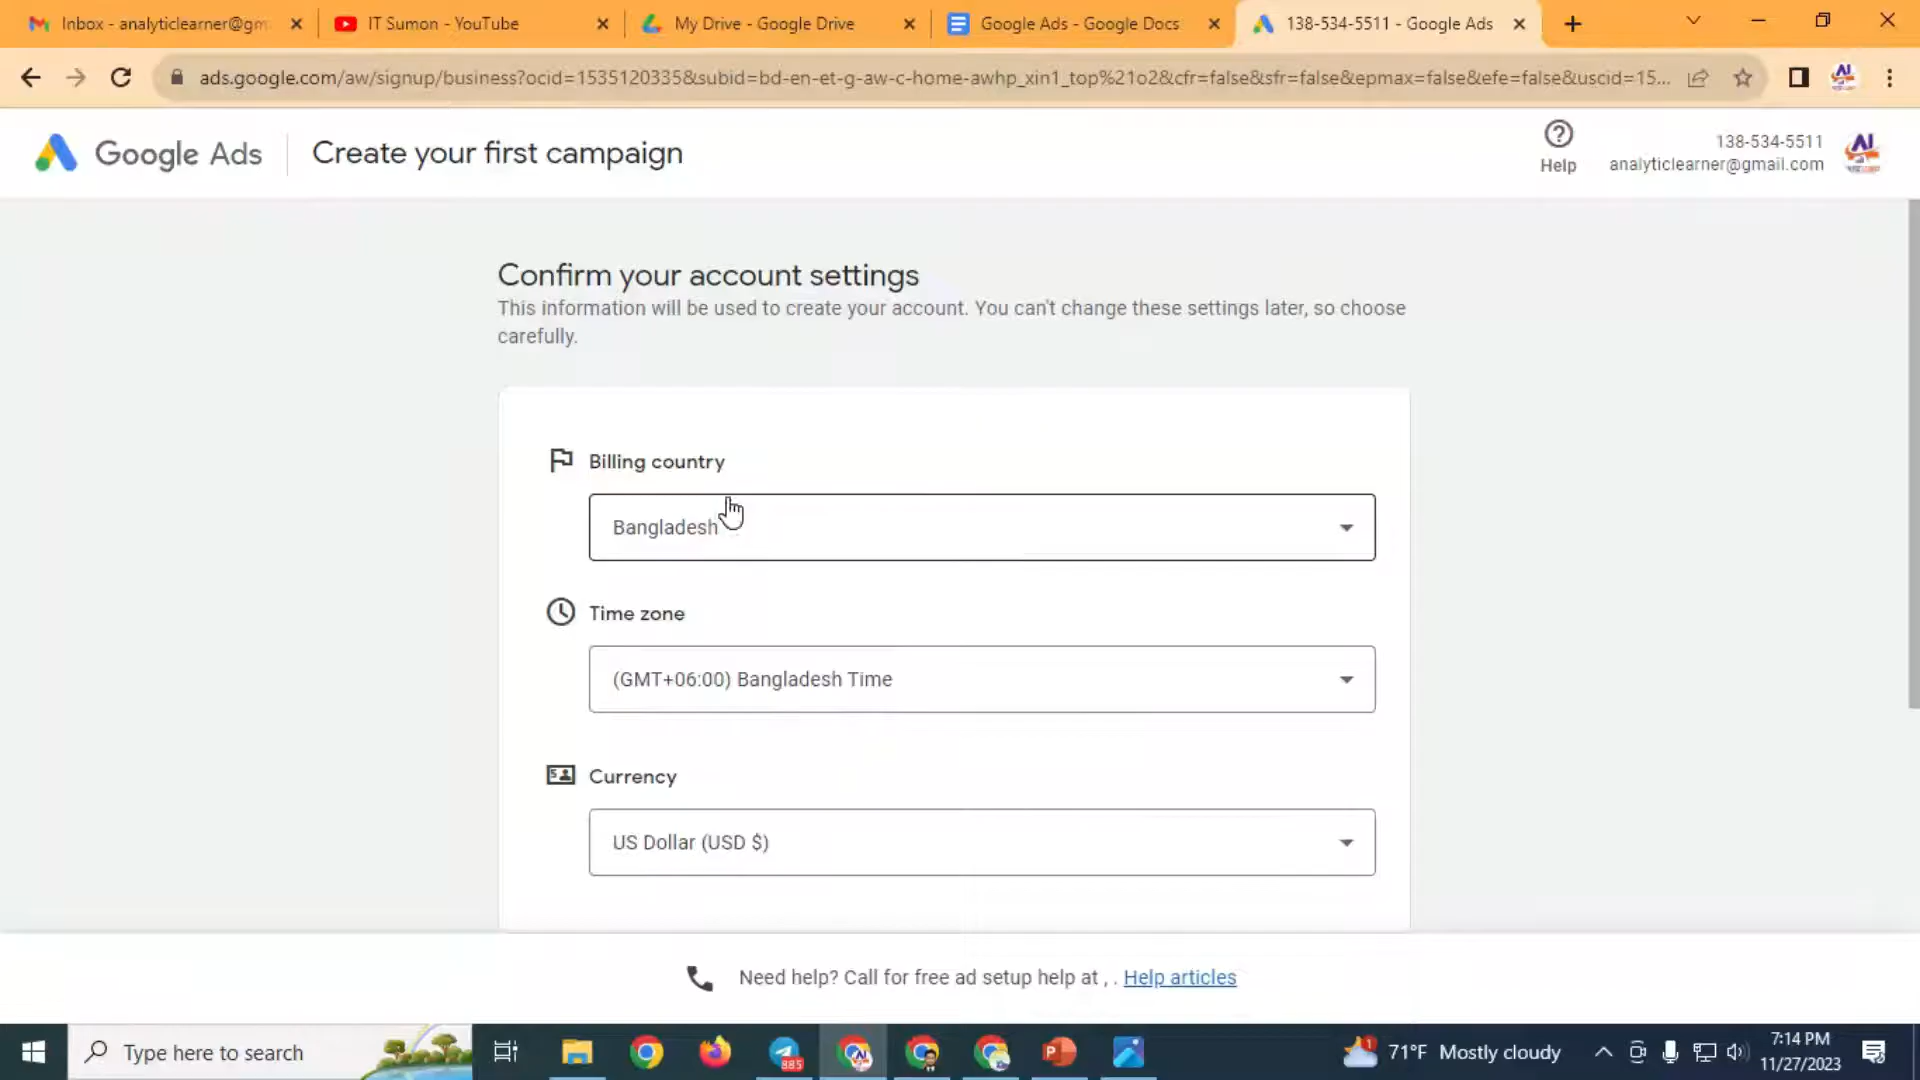 Inbox - analyticlearner@gm
IT Sumon - YouTube
My Drive - Google Drive
Google Ads - Google Docs
138-534-5511 - Google Ads
ads.google.com/aw/signup/business?ocid=1535120335&subid=bd-en-et-g-aw-c-home-awhp_xin1_top%21o2&cfr=false&sfr=false&epmax=false&efe=false&uscid=15...
Google Ads
Create your first campaign
Help
138-534-5511
analyticlearner@gmail.com
Confirm your account settings
This information will be used to create your account. You can't change these settings later, so choose
carefully.
Billing country
Bangladesh
Time zone
(GMT+06:00) Bangladesh Time
Currency
US Dollar (USD $)
Need help? Call for free ad setup help at , . Help articles
Type here to search
885
71°F Mostly cloudy
7:14 PM
11/27/2023